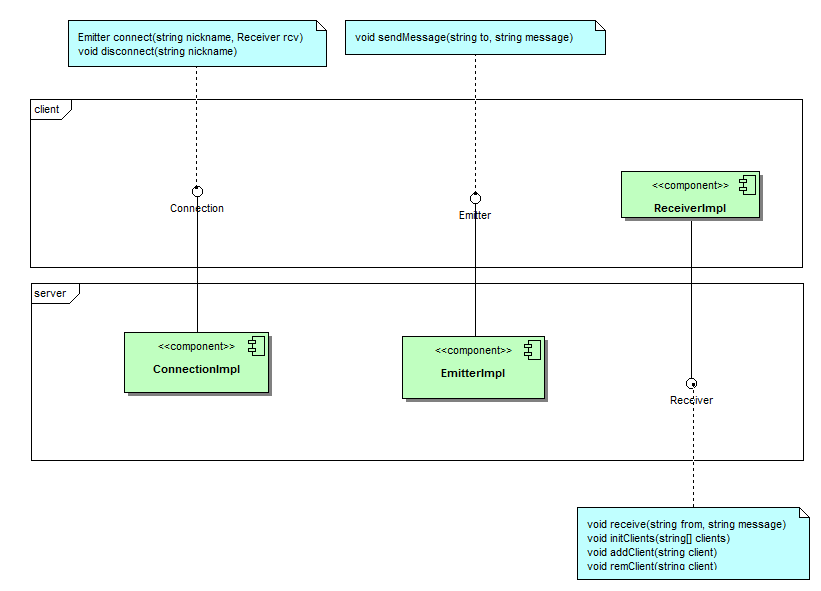 Emitter connect(string nickname, Receiver rcv)
void disconnect(string nickname)
void sendMessage(string to, string message)
client
<<component>>
ReceiverImpl
Connection
Emitter
server
<<component>>
ConnectionImpl
<<component>>
EmitterImpl
Receiver
void receive(string from, string message)
void initClients(string[] clients)
void addClient(string client)
void remClient(string client)